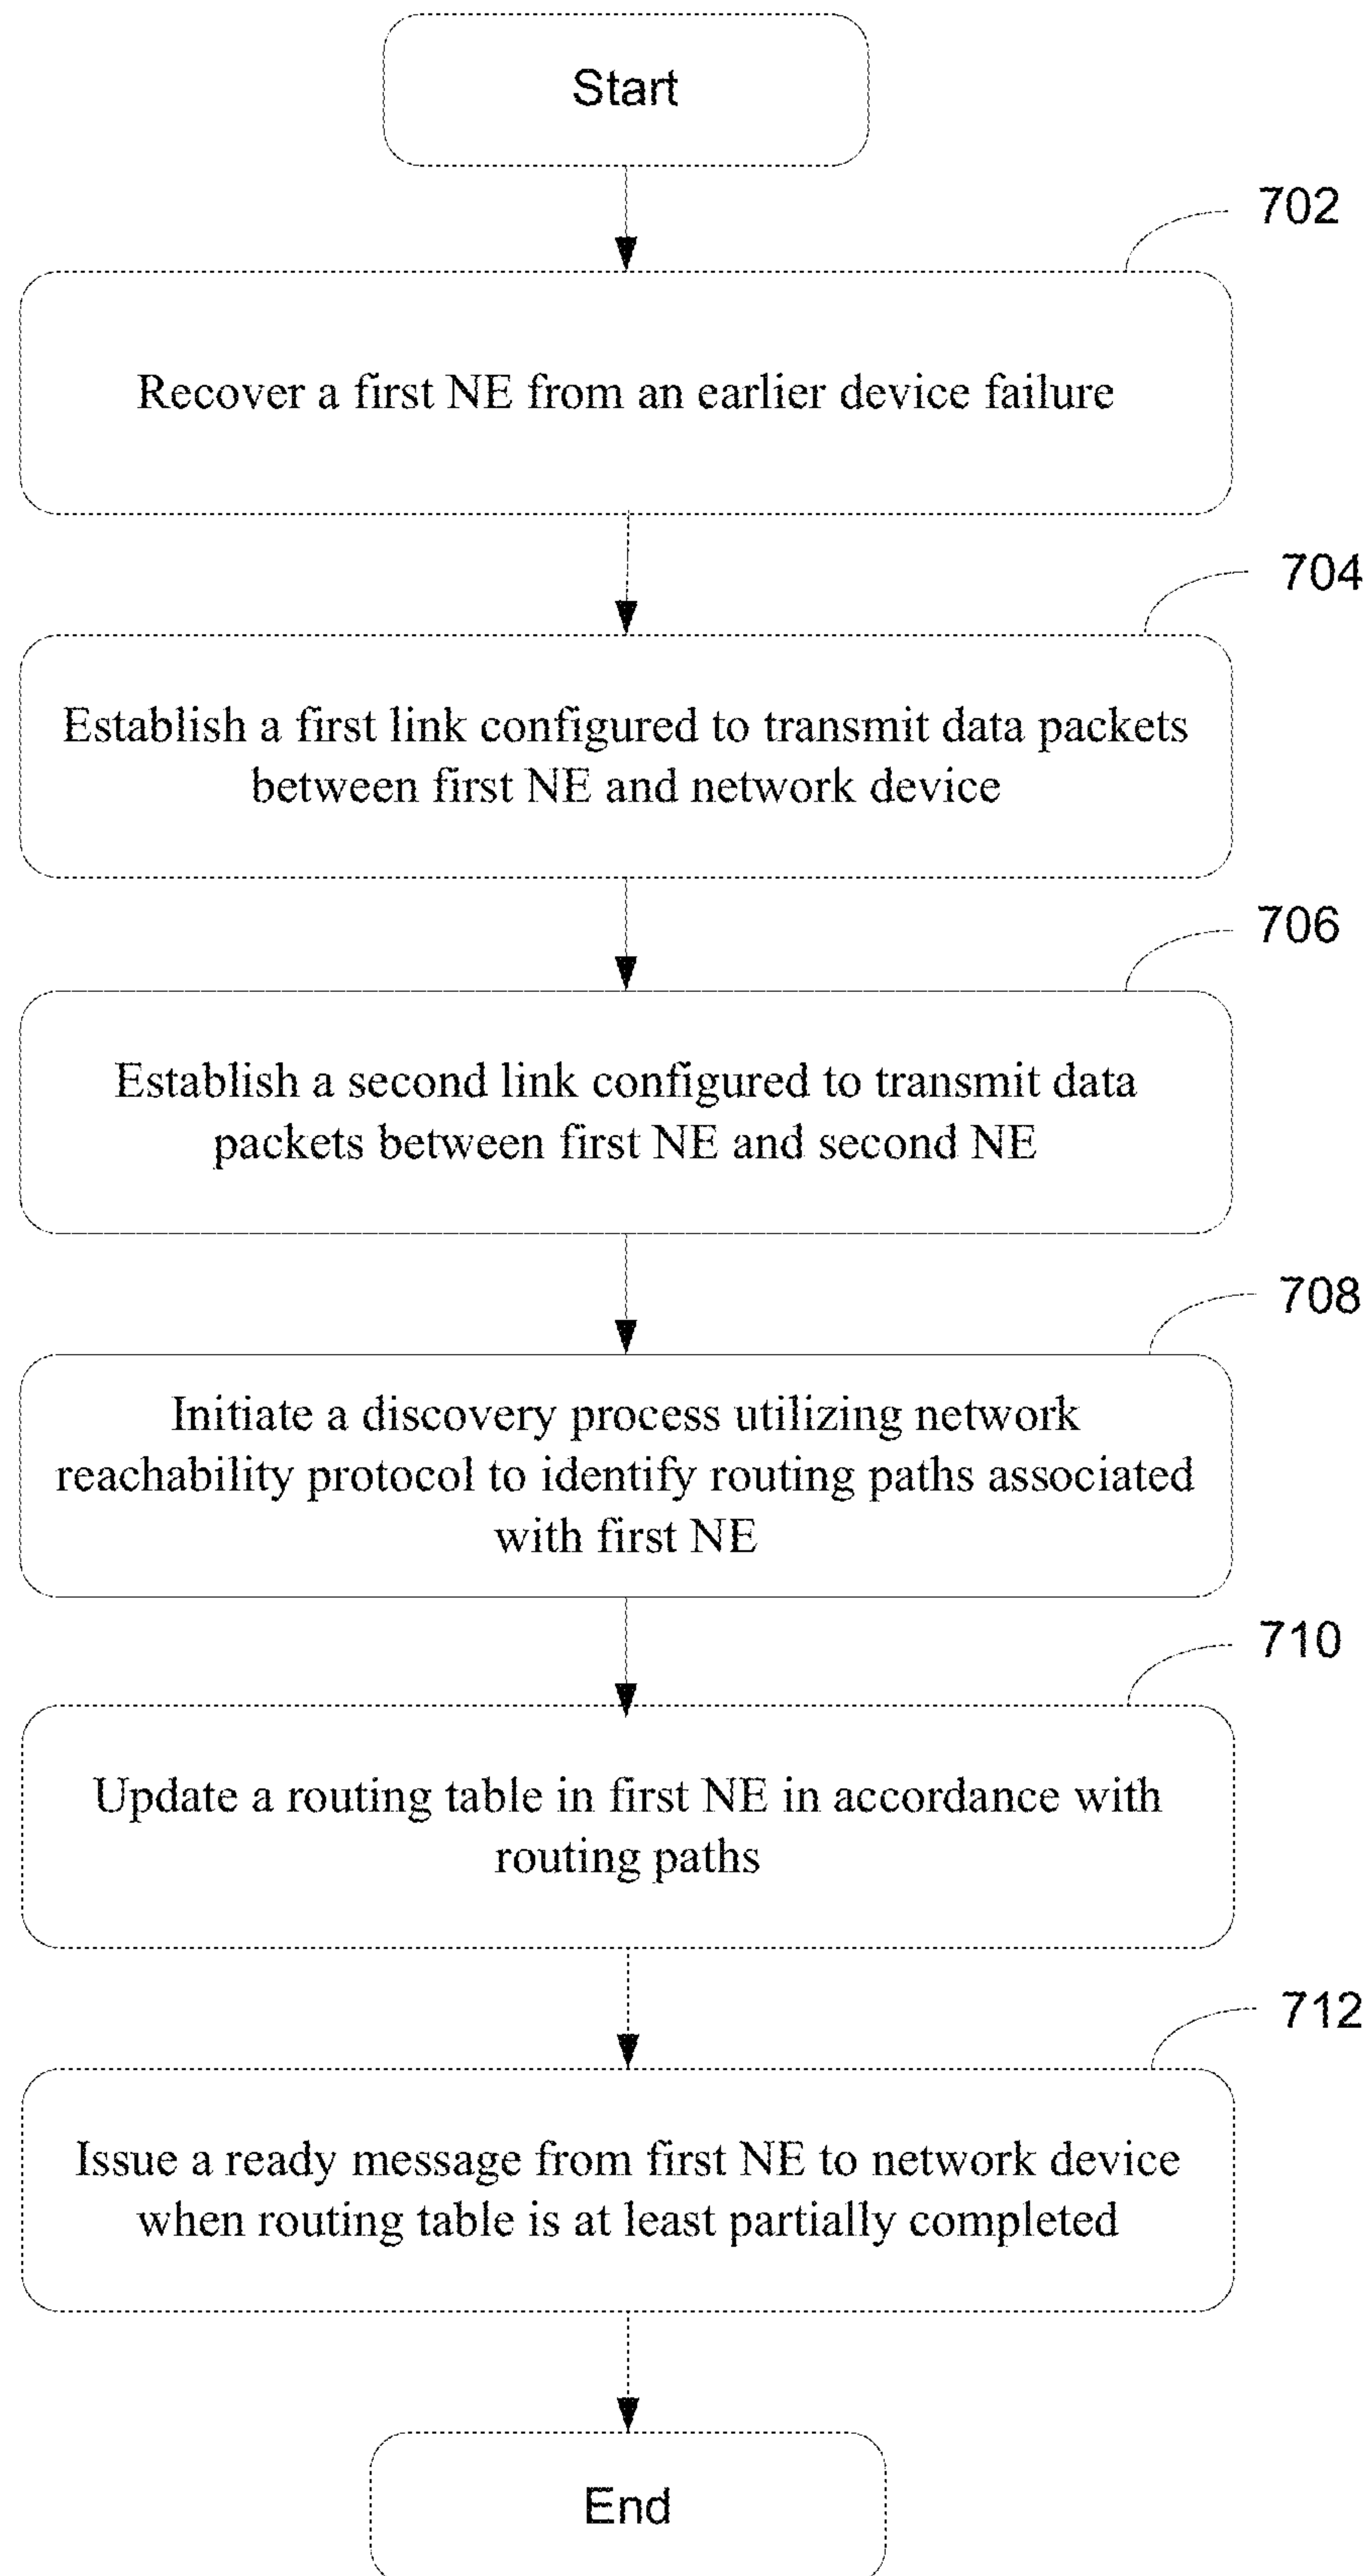 Start
702
Recover a first NE from an earlier device failure
704
Establish a first link configured to transmit data packets
between first NE and network device
706
Establish a second link configured to transmit data
packets between first NE and second NE
708
Initiate a discovery process utilizing network
reachability protocol to identify routing paths associated
with first NE
710
Update a routing table in first NE in accordance with
routing paths
712
Issue a ready message from first NE to network device
when routing table is at least partially completed
End